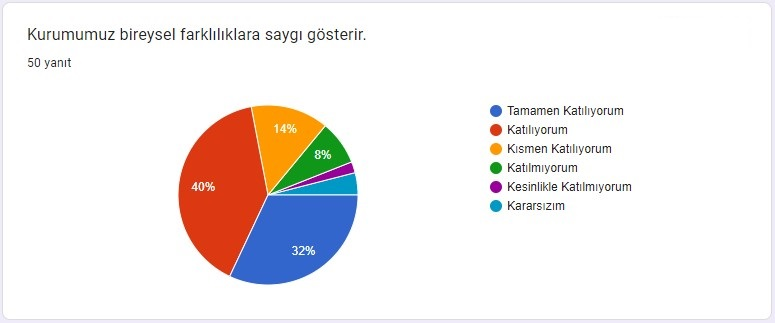 Kurumumuz bireysel farklılıklara saygı gösterir.
50 yanıt
14%
8%
40%
32%
Tamamen Katılıyorum
Katılıyorum
Kısmen Katılıyorum
Katılmıyorum
Kesinlikle Katılmıyorum
Kararsızım